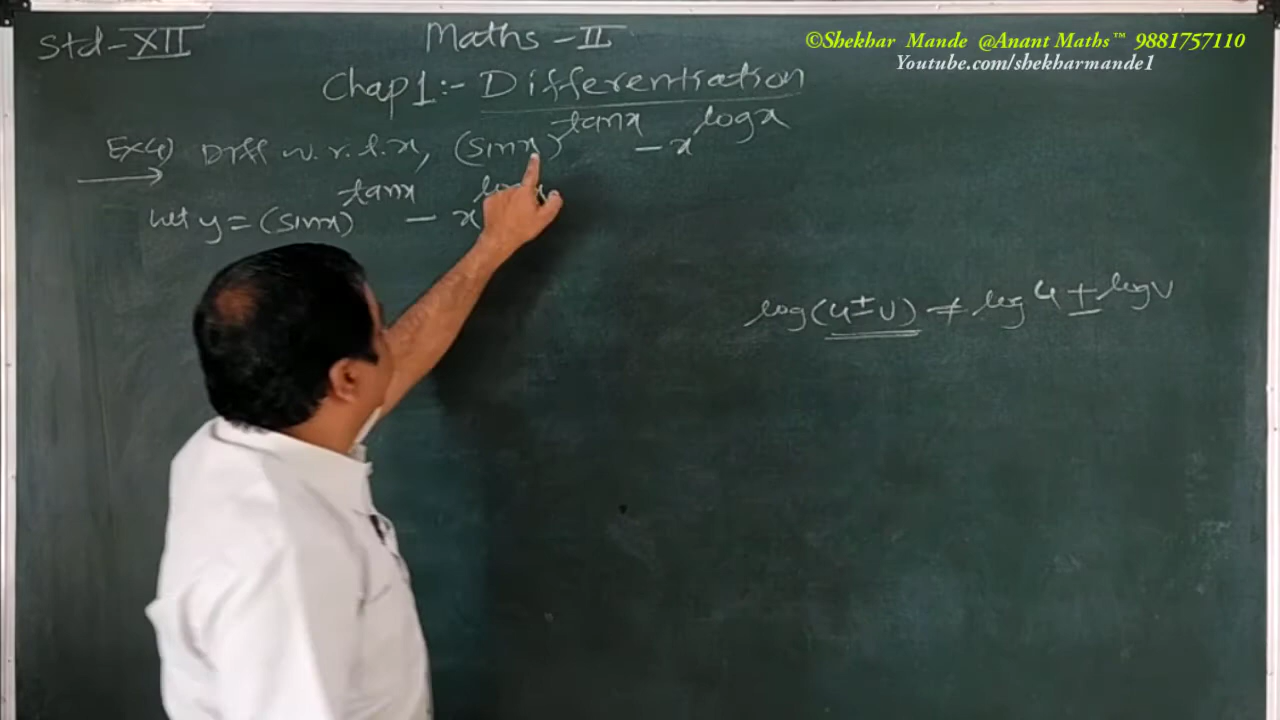 Std-XII
Maths-II
©Shekhar Mande @Anant Maths™ 9881757110
Youtube.com/shekharmande1
Chap1:- Differentiation
Ex(4) Diff w.r.t.x, (sinx)^tanx - x^logx
Let y = (sinx)^tanx - x
log(u±v) ≠ log u ± log v